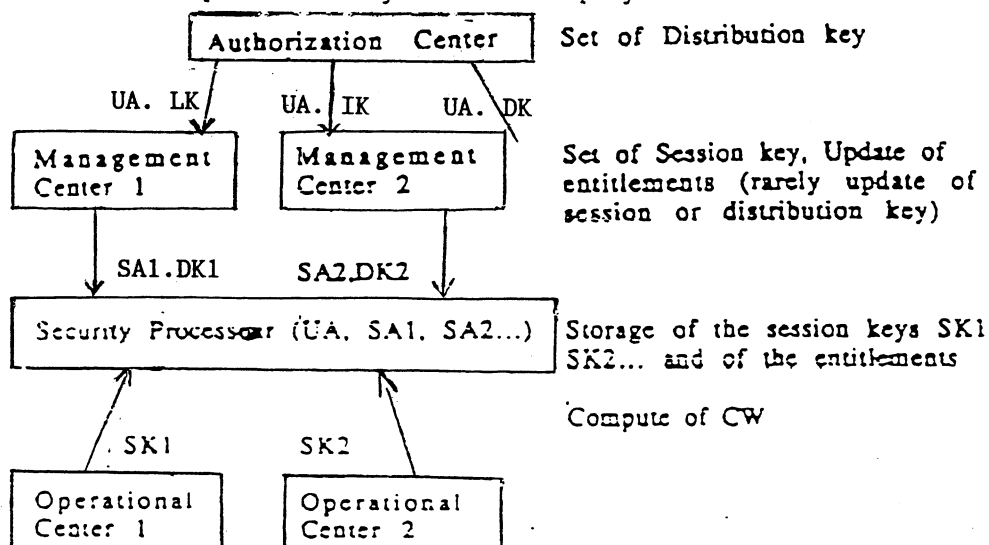 Authorization Center
Set of Distribution key
UA. LK
UA. IK
UA. DK
Management
Center 1
Management
Center 2
Set of Session key, Update of
entitlements (rarely update of
session or distribution key)
SA1.DK1
SA2.DK2
Security Processor (UA, SA1, SA2...)
Storage of the session keys SK1
SK2... and of the entitlements
Compute of CW
SK1
SK2
Operational
Center 1
Operational
Center 2